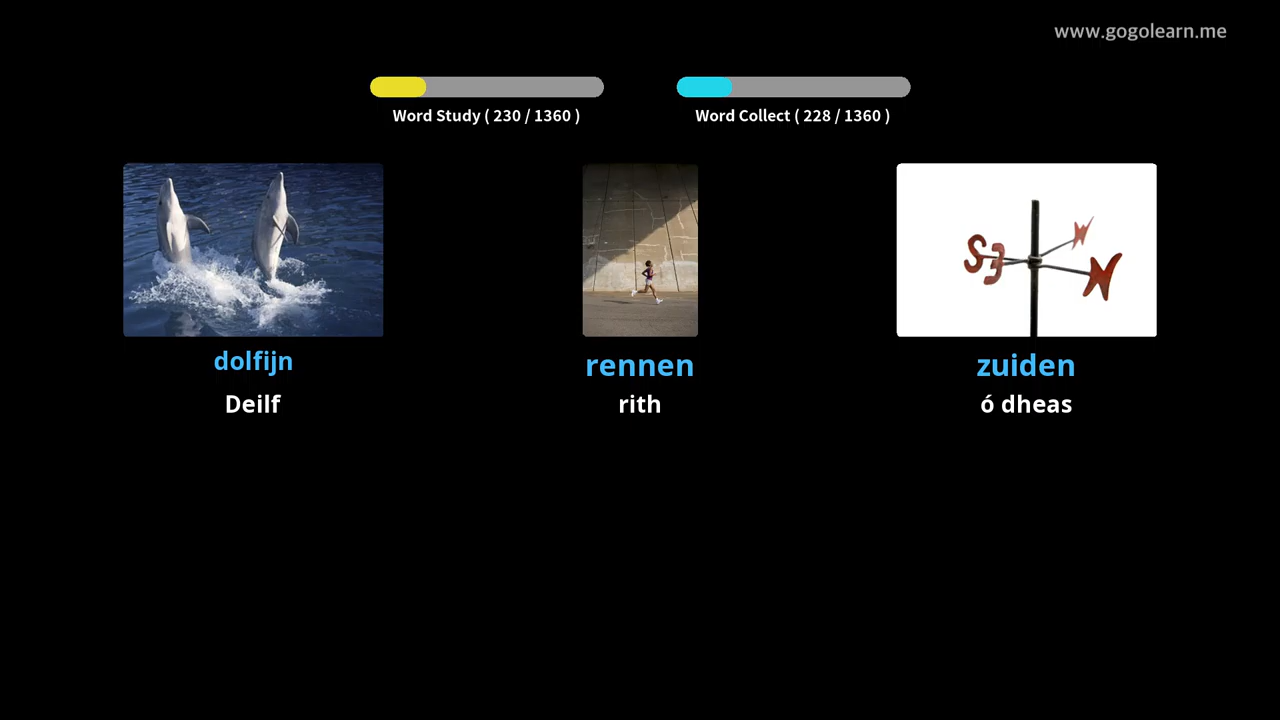 www.gogolearn.me
Word Study ( 230 / 1360 )
Word Collect ( 228 / 1360 )
S E N N
dolfijn
rennen
zuiden
Deilf
rith
ó dheas